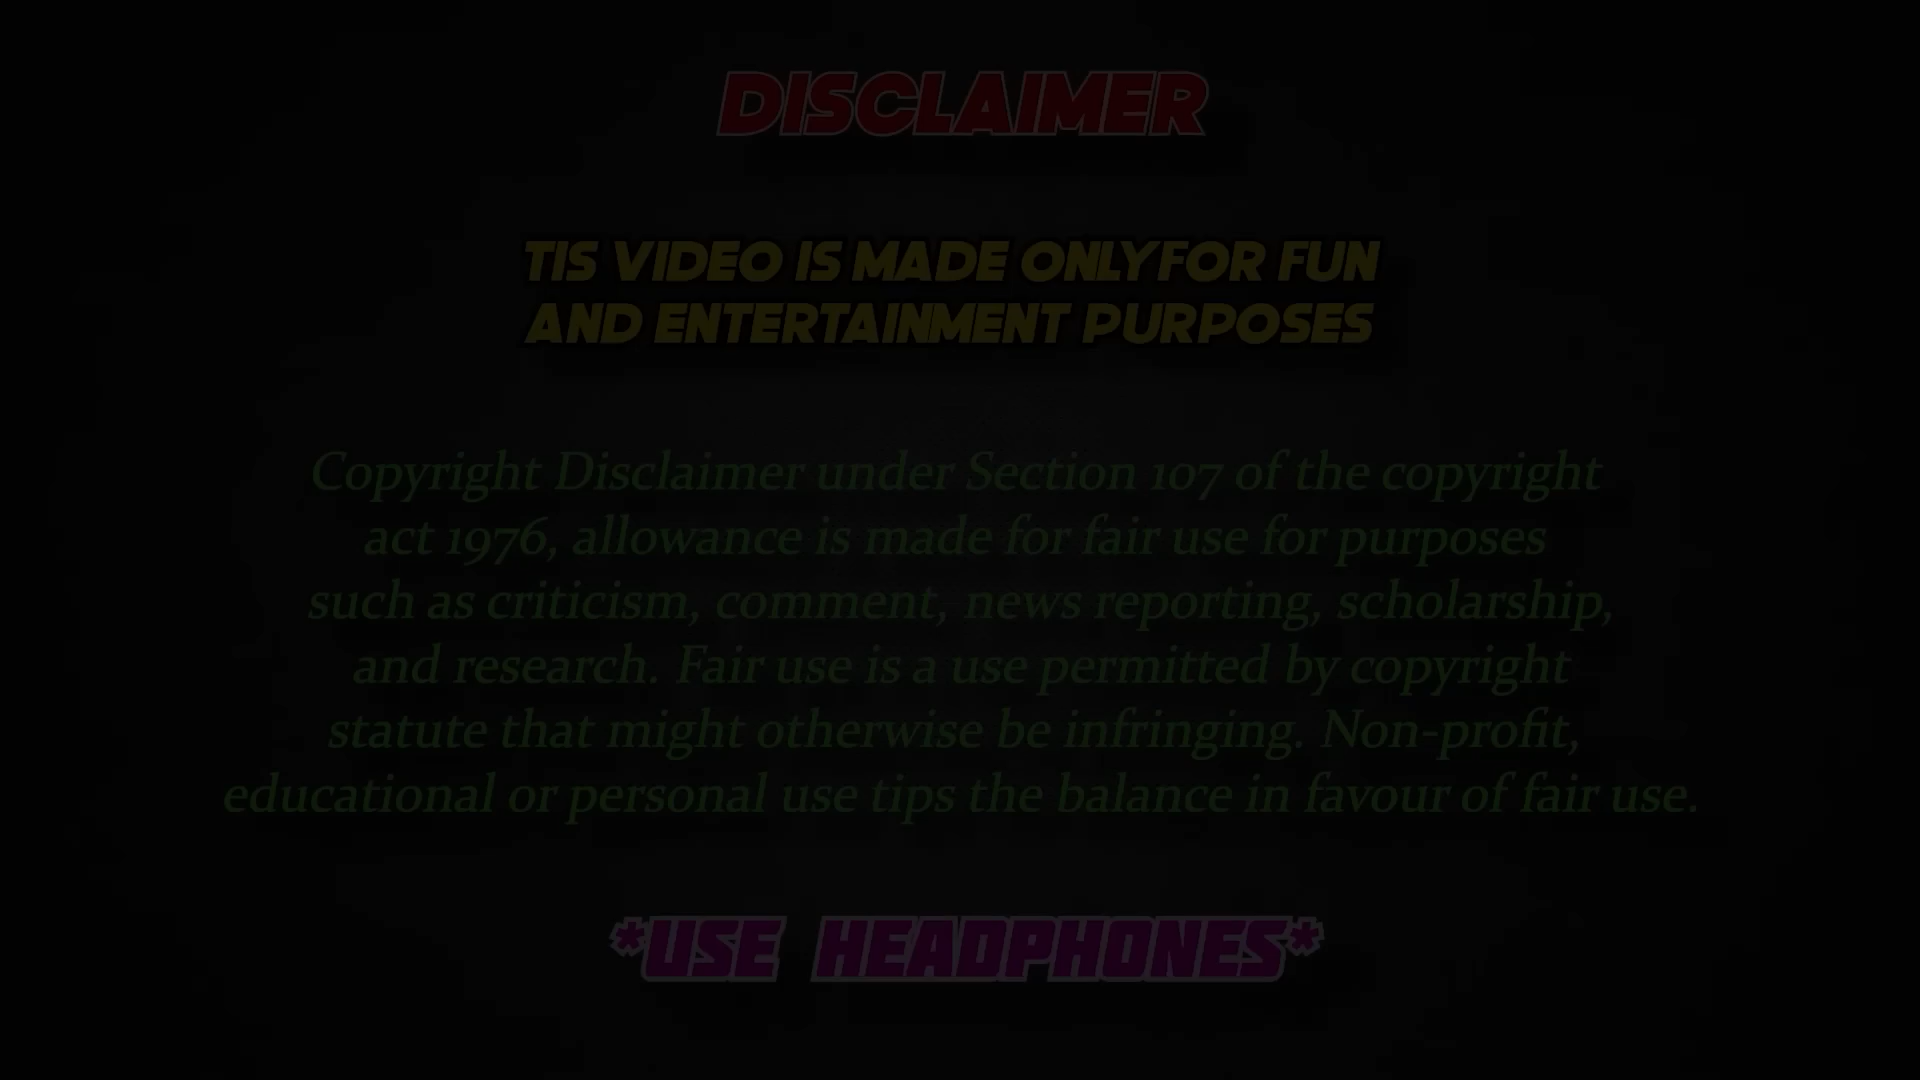 DISCLAIMER
TIS VIDEO IS MADE ONLYFOR FUN
AND ENTERTAINMENT PURPOSES
Copyright Disclaimer under Section 107 of the copyright
act 1976, allowance is made for fair use for purposes
such as criticism, comment, news reporting, scholarship,
and research. Fair use is a use permitted by copyright
statute that might otherwise be infringing. Non-profit,
educational or personal use tips the balance in favour of fair use.
*USE HEADPHONES*